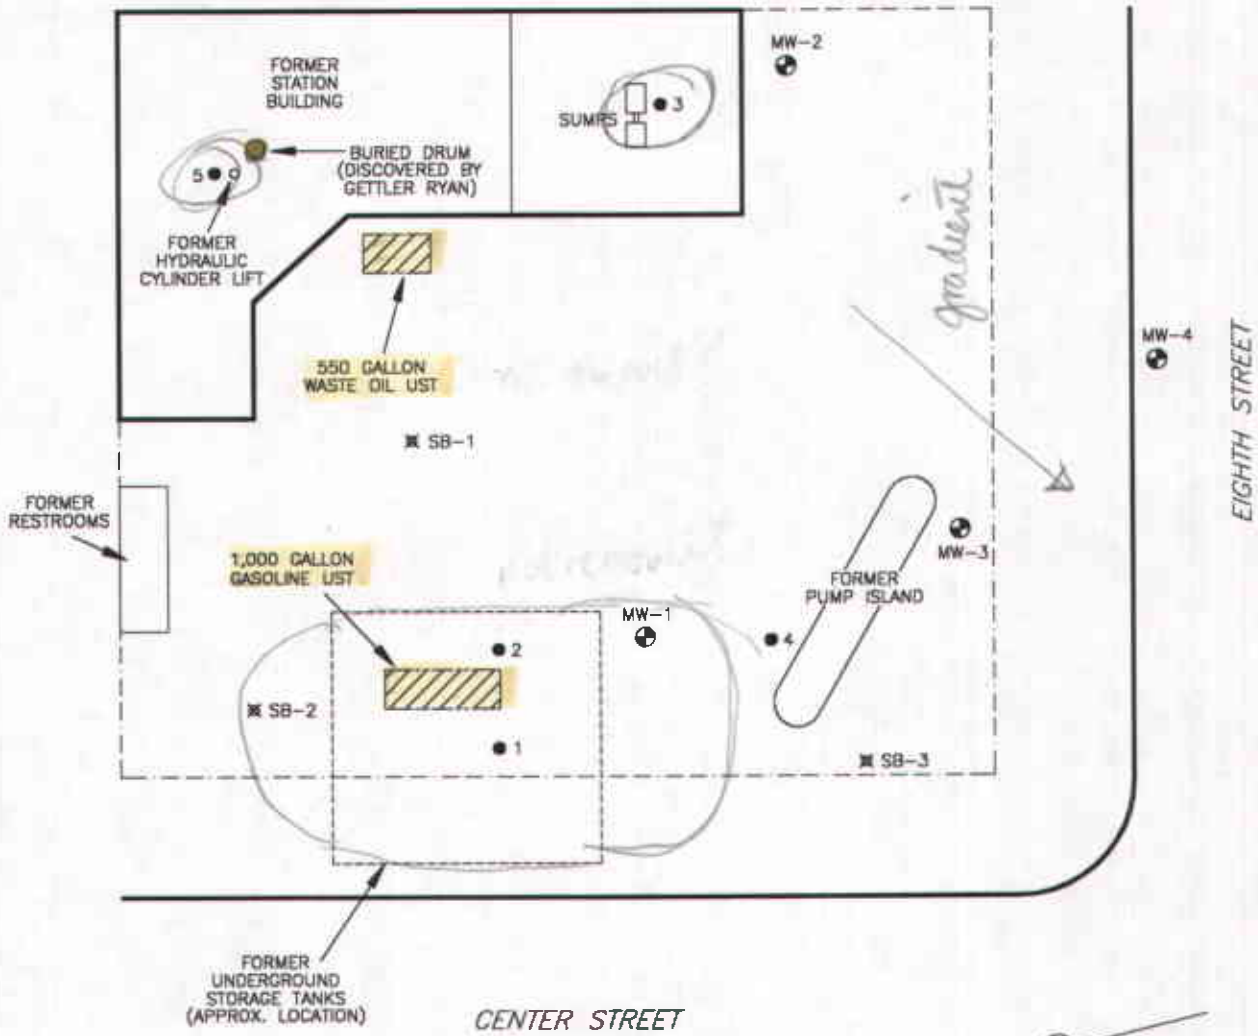 MW-2
FORMER
STATION
BUILDING
SUMPS
3
BURIED DRUM
(DISCOVERED BY
GETTLER RYAN)
5
FORMER
HYDRAULIC
CYLINDER LIFT
gradient
MW-4
EIGHTH STREET
550 GALLON
WASTE OIL UST
SB-1
FORMER
RESTROOMS
1,000 GALLON
GASOLINE UST
MW-3
FORMER
PUMP ISLAND
MW-1
2
4
SB-2
1
SB-3
FORMER
UNDERGROUND
STORAGE TANKS
(APPROX. LOCATION)
CENTER STREET